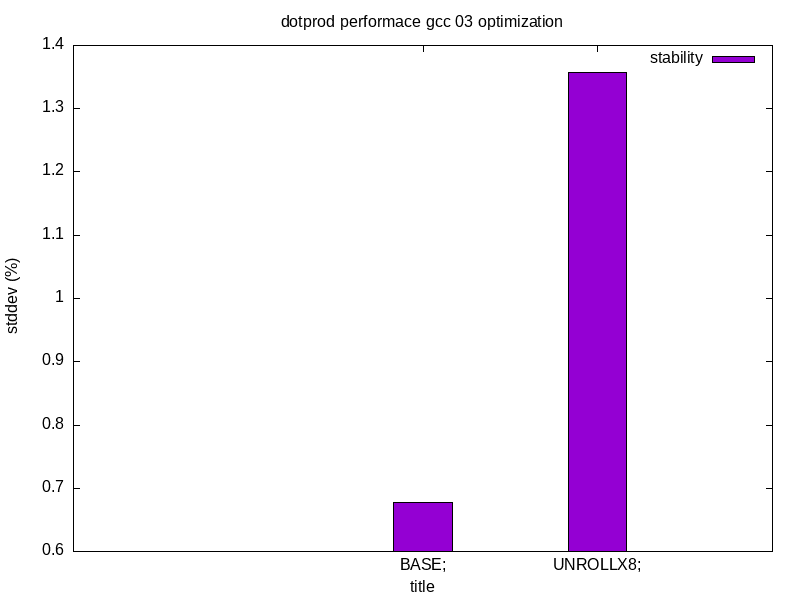 dotprod performace gcc 03 optimization
stability
1.4
1.3
1.2
1.1
1
0.9
0.8
0.7
0.6
stddev (%)
BASE;
UNROLLX8;
title